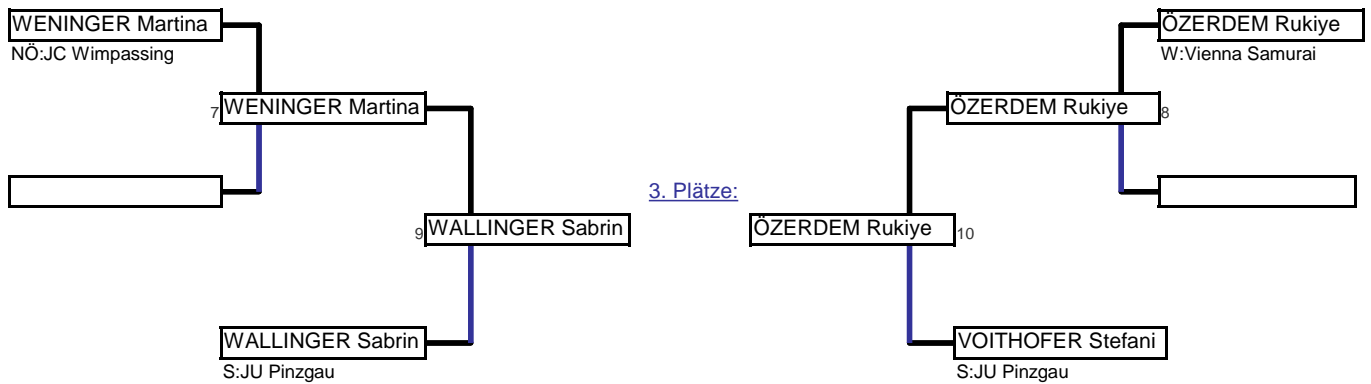 WENINGER Martina
NÖ:JC Wimpassing
7 WENINGER Martina
9 WALLINGER Sabrin
WALLINGER Sabrin
S:JU Pinzgau
3. Plätze:
ÖZERDEM Rukiye
W:Vienna Samurai
ÖZERDEM Rukiye 8
ÖZERDEM Rukiye 10
VOITHOFER Stefani
S:JU Pinzgau